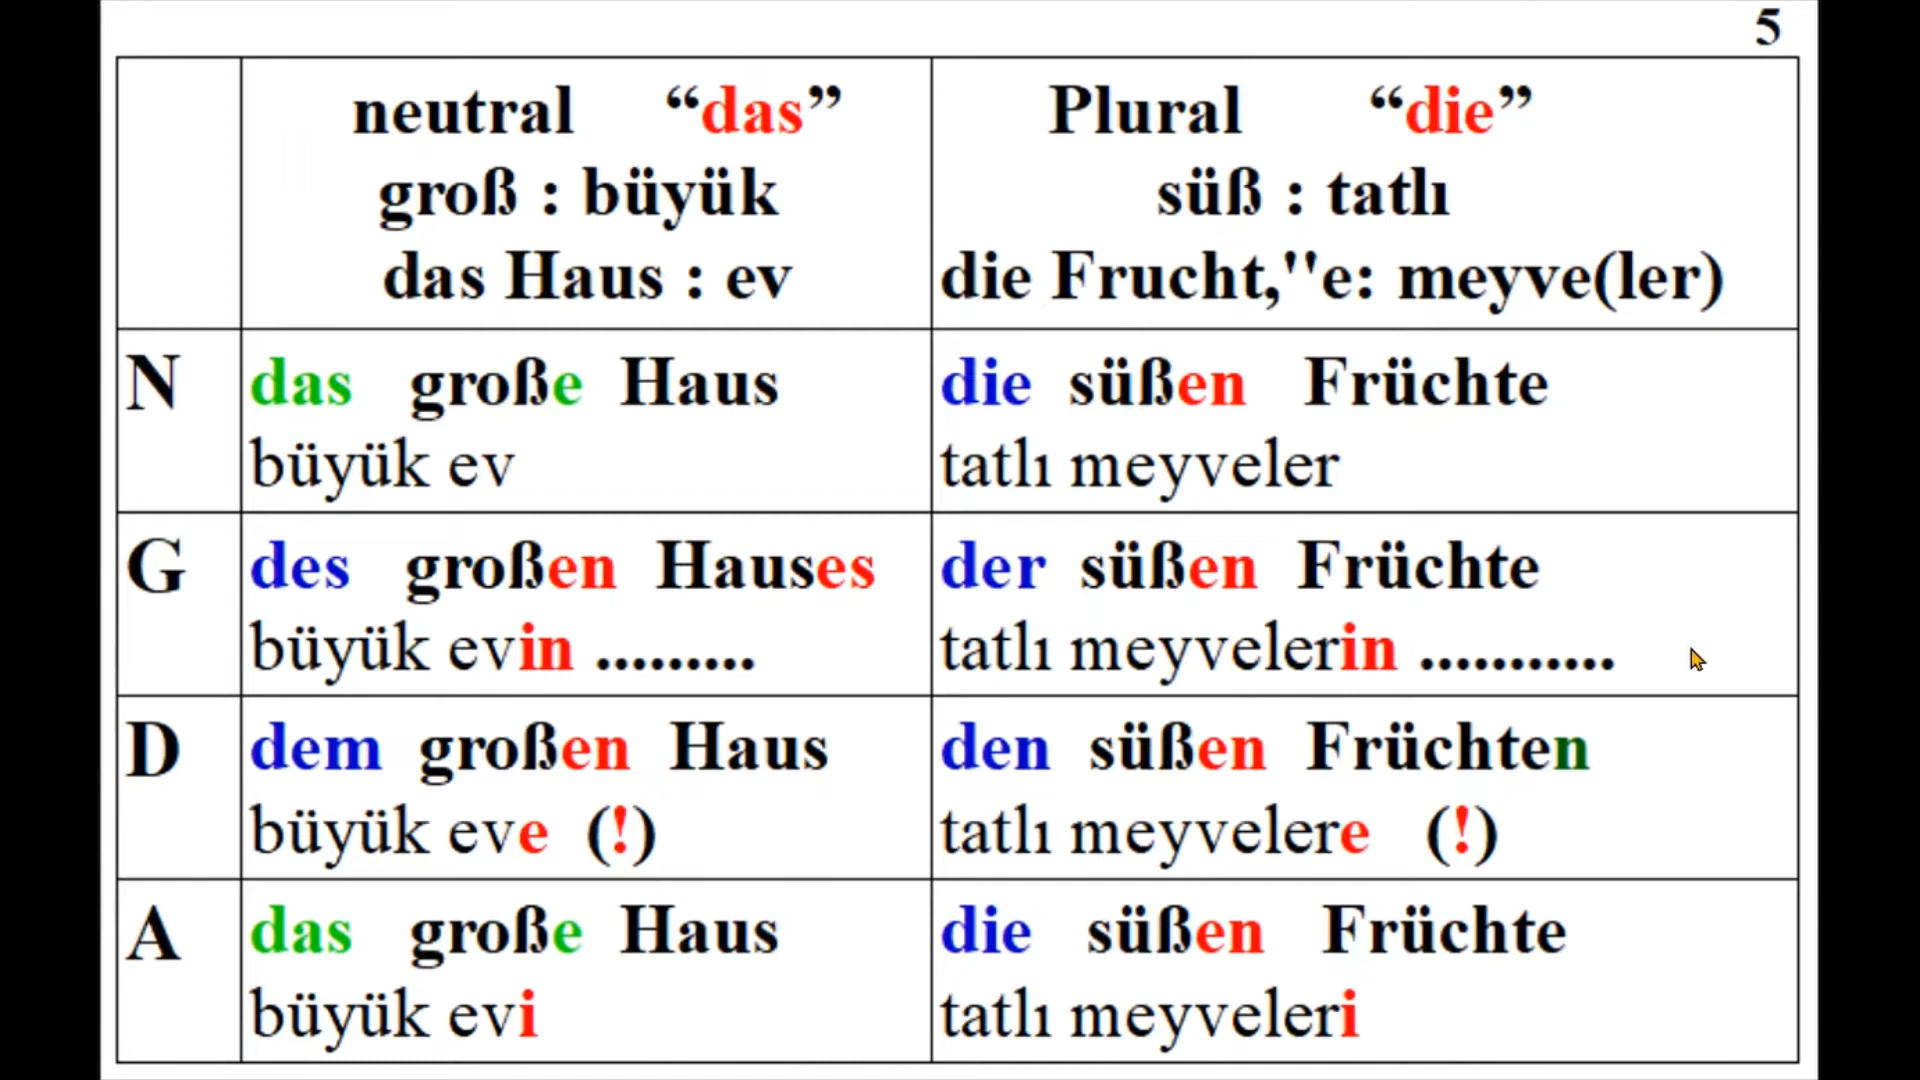 5
neutral “das”
groß : büyük
das Haus : ev
Plural “die”
süß : tatlı
die Frucht,"e: meyve(ler)
N
das große Haus
büyük ev
die süßen Früchte
tatlı meyveler
G
des großen Hauses
büyük evin .........
der süßen Früchte
tatlı meyvelerin ...........
D
dem großen Haus
büyük eve (!)
den süßen Früchten
tatlı meyvelere (!)
A
das große Haus
büyük evi
die süßen Früchte
tatlı meyveleri